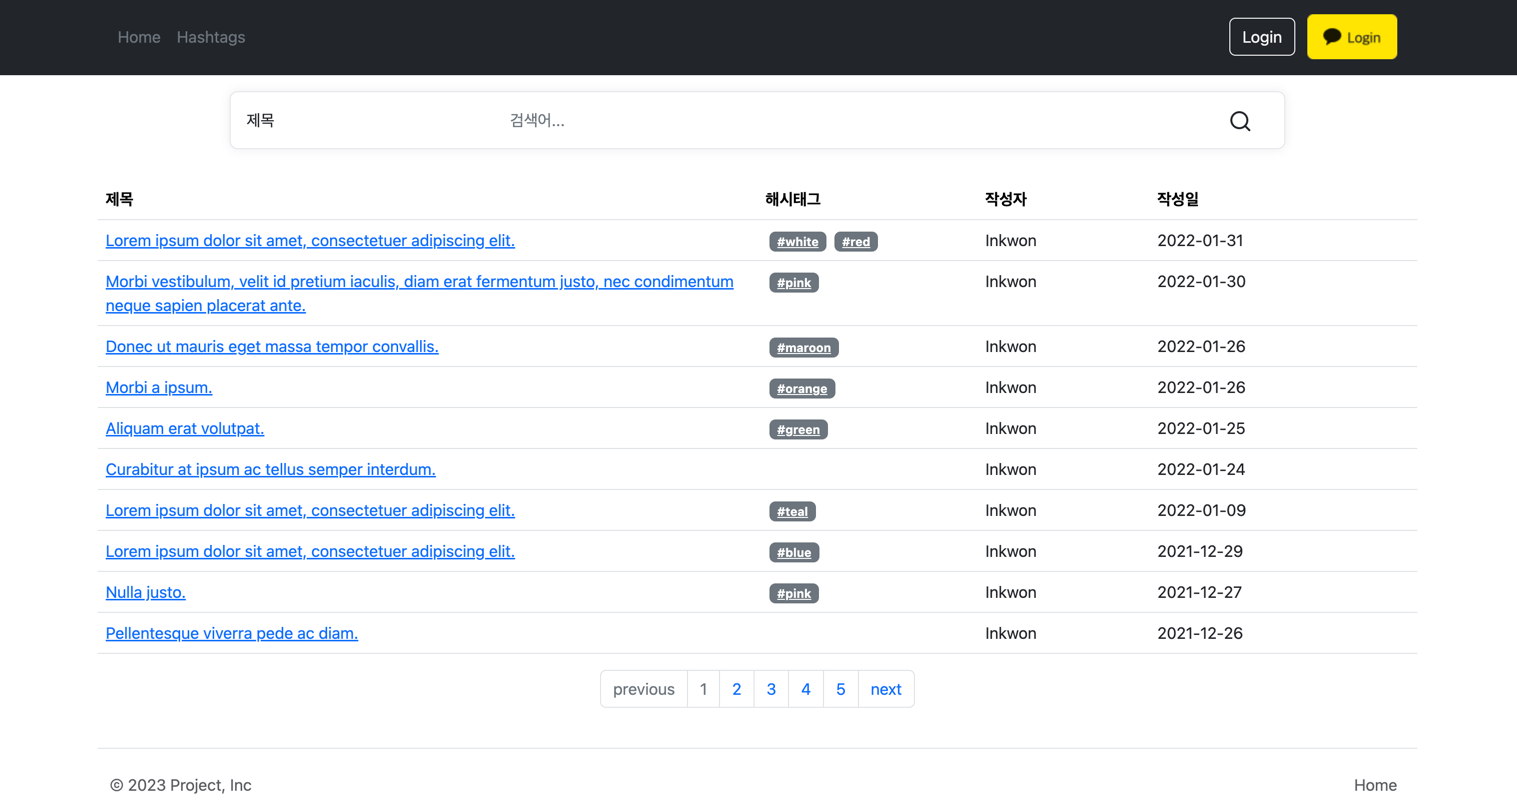 Home Hashtags Login Login
제목 검색어...
제목 해시태그 작성자 작성일
Lorem ipsum dolor sit amet, consectetuer adipiscing elit. #white #red Inkwon 2022-01-31
Morbi vestibulum, velit id pretium iaculis, diam erat fermentum justo, nec condimentum #pink Inkwon 2022-01-30
neque sapien placerat ante.
Donec ut mauris eget massa tempor convallis. #maroon Inkwon 2022-01-26
Morbi a ipsum. #orange Inkwon 2022-01-26
Aliquam erat volutpat. #green Inkwon 2022-01-25
Curabitur at ipsum ac tellus semper interdum. Inkwon 2022-01-24
Lorem ipsum dolor sit amet, consectetuer adipiscing elit. #teal Inkwon 2022-01-09
Lorem ipsum dolor sit amet, consectetuer adipiscing elit. #blue Inkwon 2021-12-29
Nulla justo. #pink Inkwon 2021-12-27
Pellentesque viverra pede ac diam. Inkwon 2021-12-26
previous 1 2 3 4 5 next
© 2023 Project, Inc Home